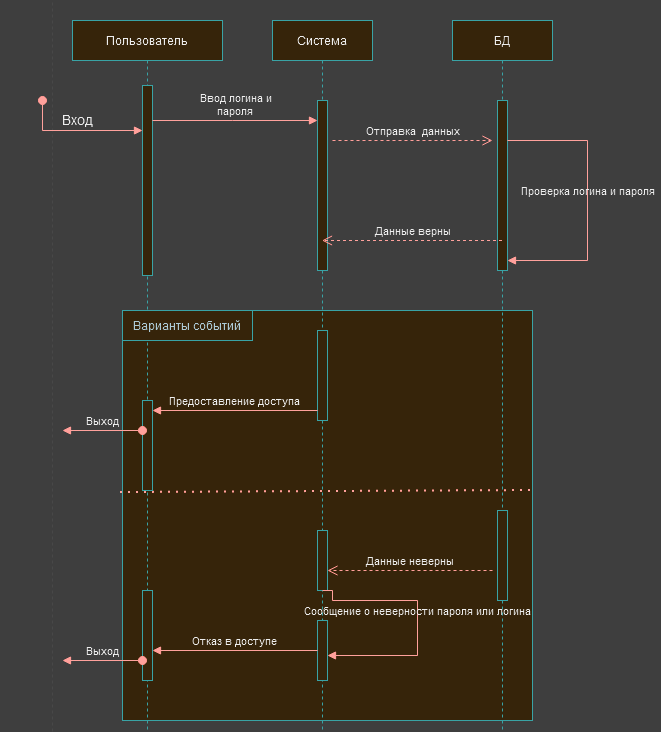 Пользователь
Система
БД
Вход
Ввод логина и
пароля
Отправка данных
Проверка логина и пароля
Данные верны
Варианты событий
Предоставление доступа
Выход
Данные неверны
Сообщение о неверности пароля или логина
Отказ в доступе
Выход